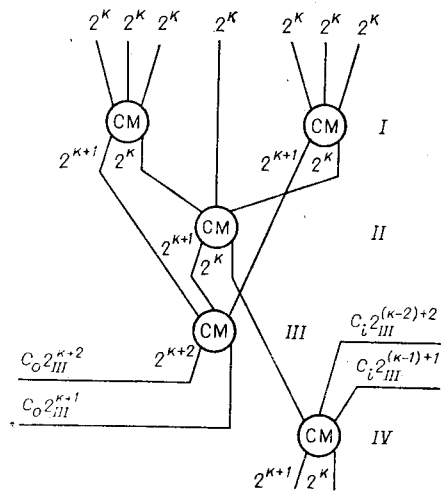 2^K 2^K 2^K 2^K 2^K 2^K 2^K
CM CM I
2^{K+1} 2^K 2^{K+1} 2^K
CM
2^{K+1} 2^K II
CM III
2^{K+2}
C_i 2_{III}^{(K-2)+2}
C_o 2_{III}^{K+2}
C_i 2_{III}^{(K-1)+1}
C_o 2_{III}^{K+1}
CM IV
2^{K+1} 2^K